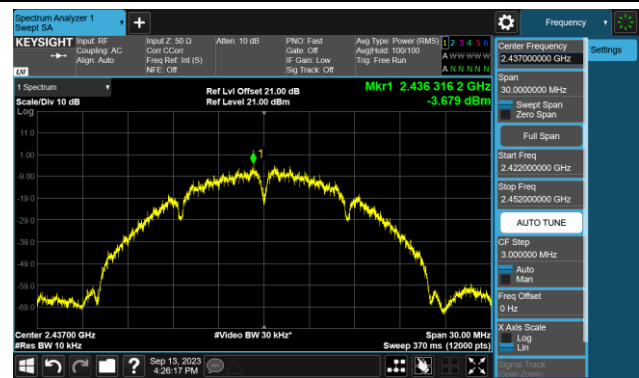 Spectrum Analyzer 1
Swept SA
+
Frequency
KEYSIGHT
Input: RF
Coupling: AC
Align: Auto
Input Z: 50 Ω
Corr CCorr
Freq Ref: Int (S)
NFE: Off
Atten: 10 dB
PNO: Fast
Gate: Off
IF Gain: Low
Sig Track: Off
Avg Type: Power (RMS)
Avg|Hold: 100/100
Trig: Free Run
1 2 3 4 5 6
A W W W W W
A N N N N N
LXI
Center Frequency
2.437000000 GHz
Settings
Span
30.0000000 MHz
Swept Span
Zero Span
Full Span
Start Freq
2.422000000 GHz
Stop Freq
2.452000000 GHz
AUTO TUNE
CF Step
3.000000 MHz
Auto
Man
Freq Offset
0 Hz
X Axis Scale
Log
Lin
Signal Track
(Span Zoom)
1 Spectrum
Scale/Div 10 dB
Log
Ref Lvl Offset 21.00 dB
Ref Level 21.00 dBm
Mkr1 2.436 316 2 GHz
-3.679 dBm
1
11.0
1.00
-9.00
-19.0
-29.0
-39.0
-49.0
-59.0
-69.0
Center 2.43700 GHz
#Res BW 10 kHz
#Video BW 30 kHz*
Span 30.00 MHz
Sweep 370 ms (12000 pts)
?
Sep 13, 2023
4:26:17 PM